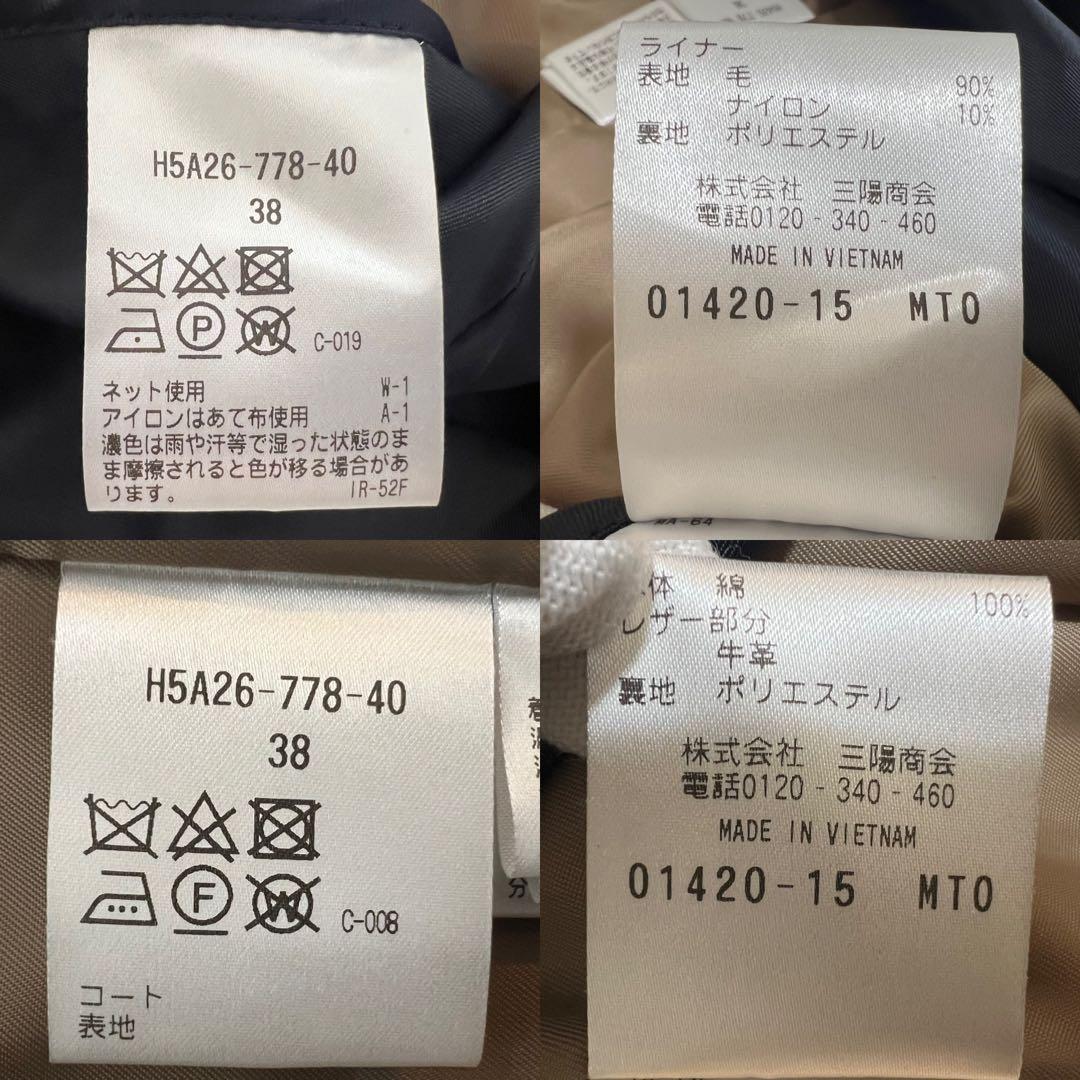 H5A26-778-40
38
P
W
C-019
ネット使用 W-1
アイロンはあて布使用 A-1
濃色は雨や汗等で湿った状態のま
ま摩擦されると色が移る場合があ
ります。 IR-52F
ライナー
表地 毛 90%
ナイロン 10%
裏地 ポリエステル
株式会社 三陽商会
電話0120-340-460
MADE IN VIETNAM
01420-15 MTO
MA-64
H5A26-778-40
38
F
W
C-008
コート
表地
分
体 綿 100%
レザー部分
牛革
裏地 ポリエステル
株式会社 三陽商会
電話0120-340-460
MADE IN VIETNAM
01420-15 MTO